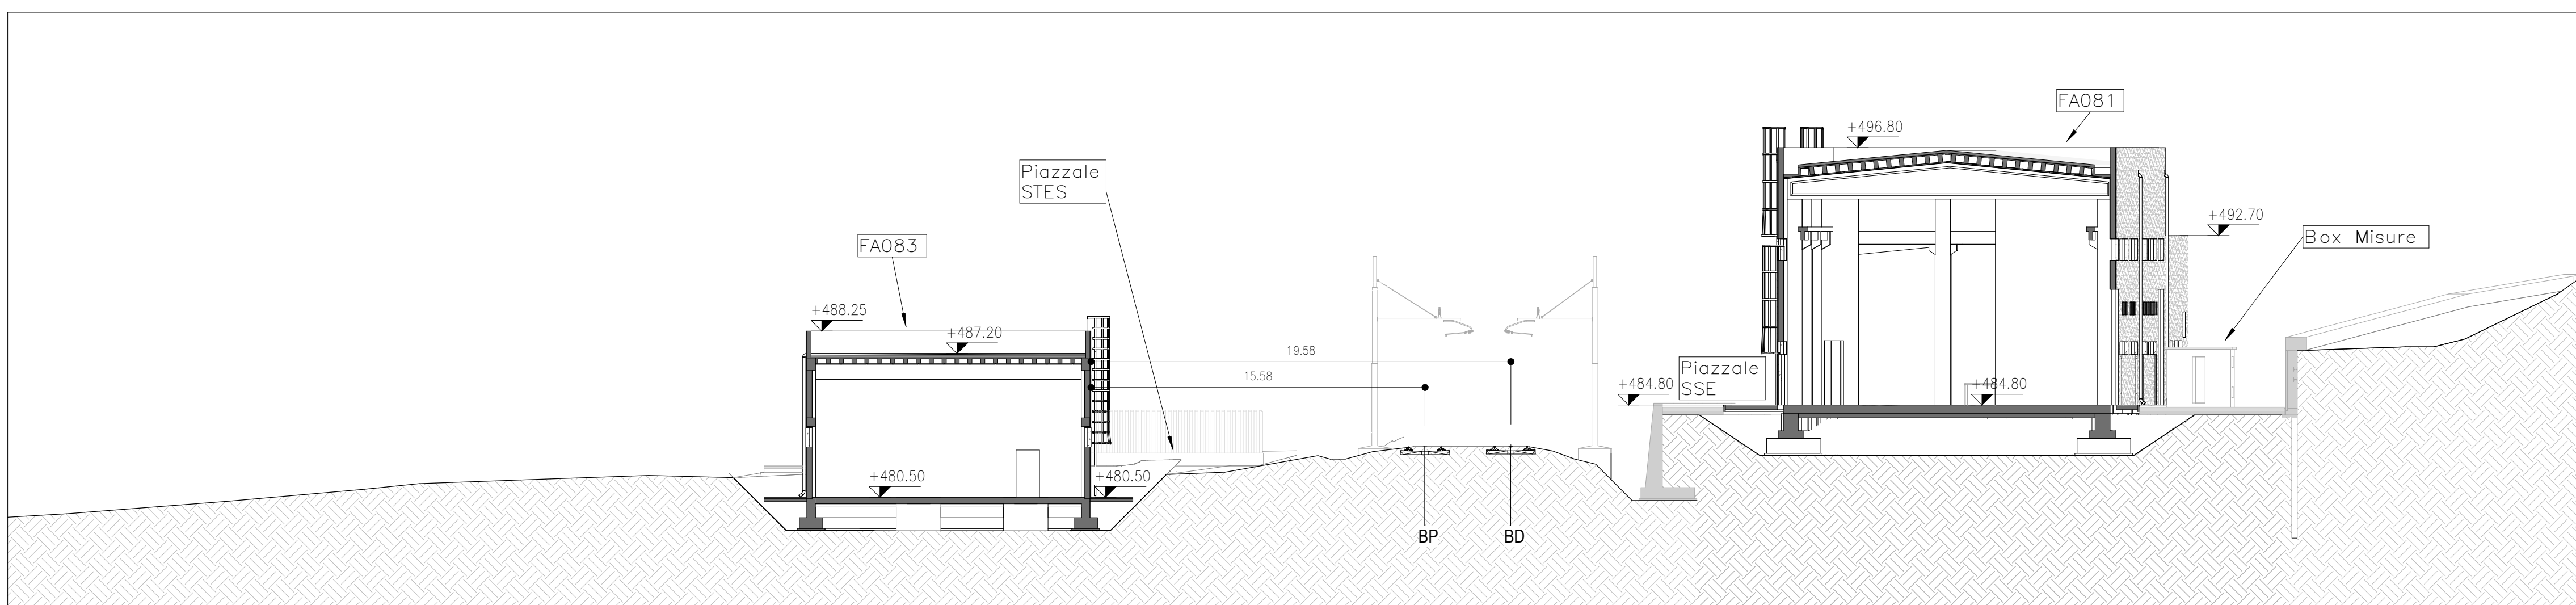 FA081
+496.80
Piazzale
STES
+492.70
Box Misure
FA083
+488.25
+487.20
19.58
15.58
Piazzale
SSE
+484.80
+484.80
+480.50
+480.50
BP
BD